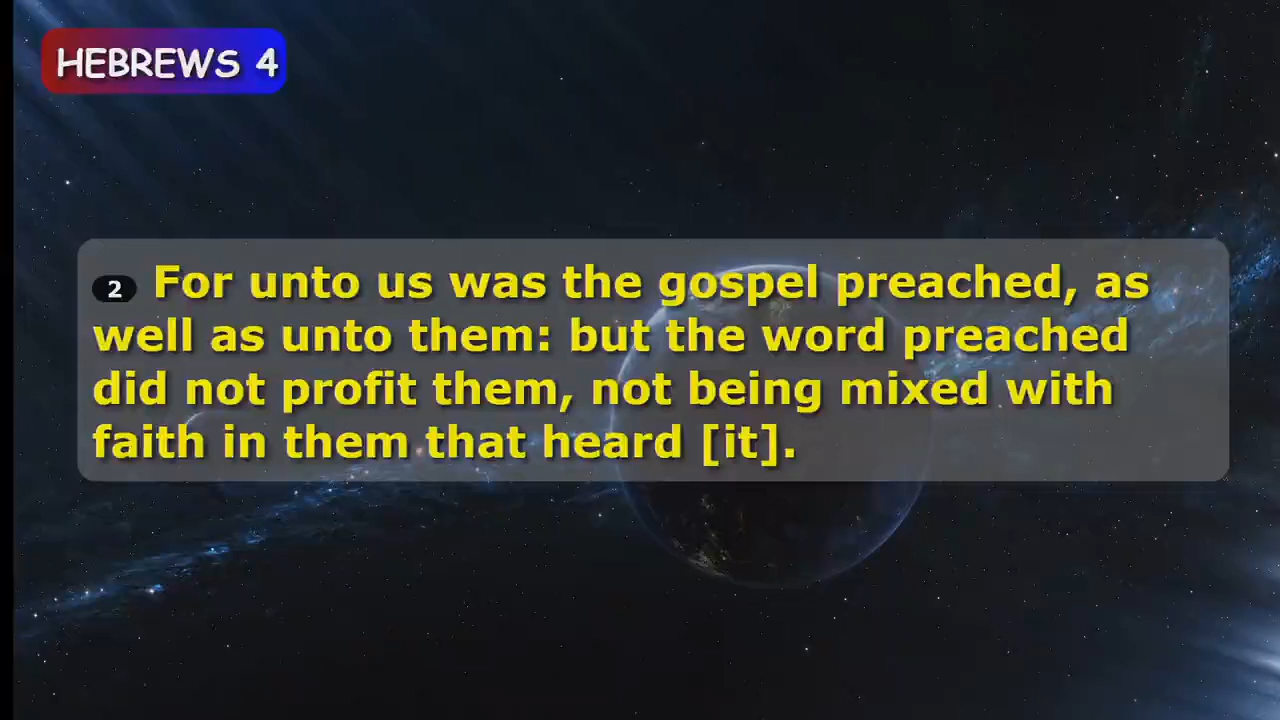 HEBREWS 4
2 For unto us was the gospel preached, as
well as unto them: but the word preached
did not profit them, not being mixed with
faith in them that heard [it].